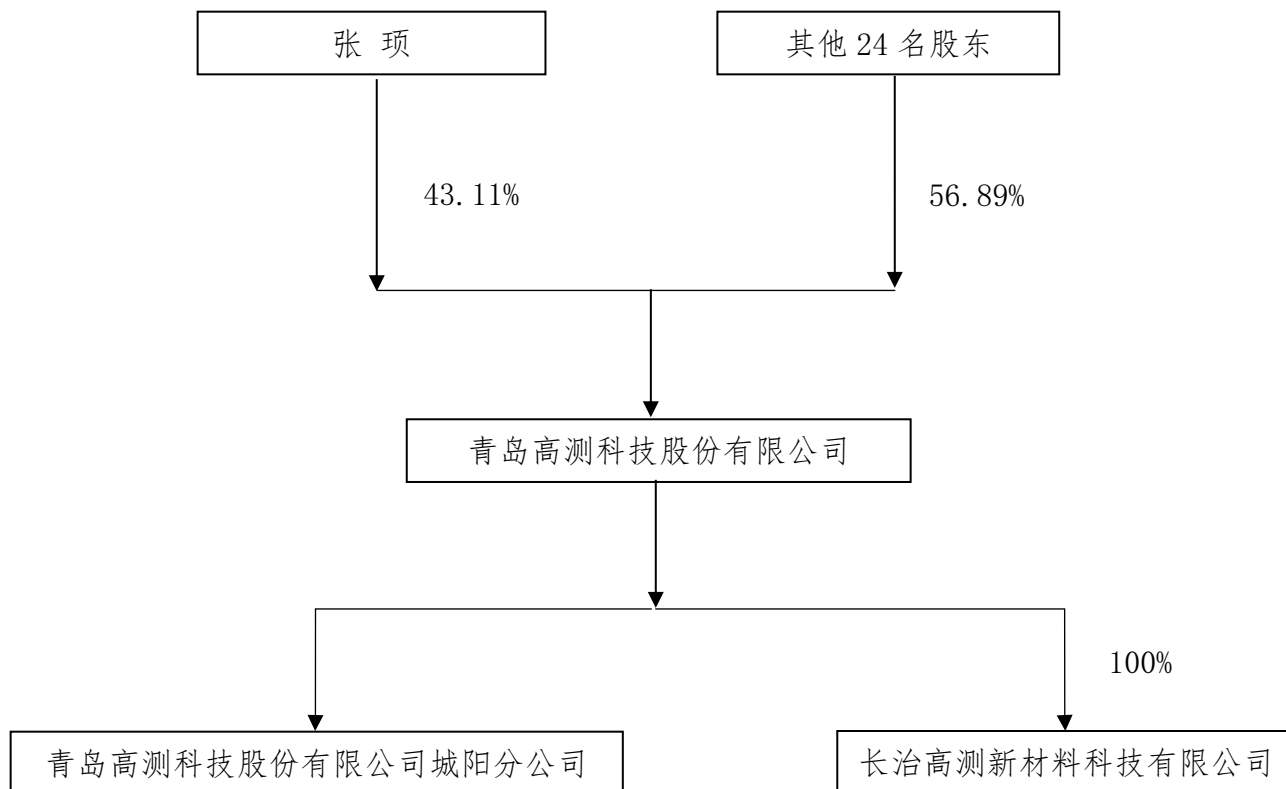 张 顼
其他 24 名股东
43.11%
56.89%
青岛高测科技股份有限公司
100%
青岛高测科技股份有限公司城阳分公司
长治高测新材料科技有限公司